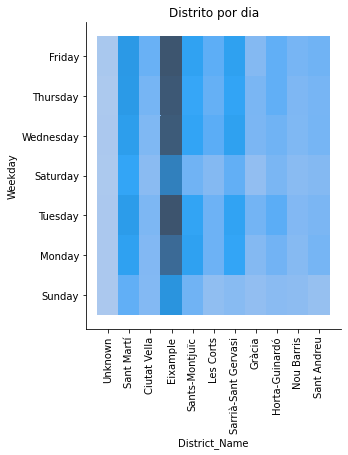 Distrito por dia
Weekday
Friday
Thursday
Wednesday
Saturday
Tuesday
Monday
Sunday
Unknown
Sant Martí
Ciutat Vella
Eixample
Sants-Montjuïc
Les Corts
Sarrià-Sant Gervasi
Gràcia
Horta-Guinardó
Nou Barris
Sant Andreu
District_Name